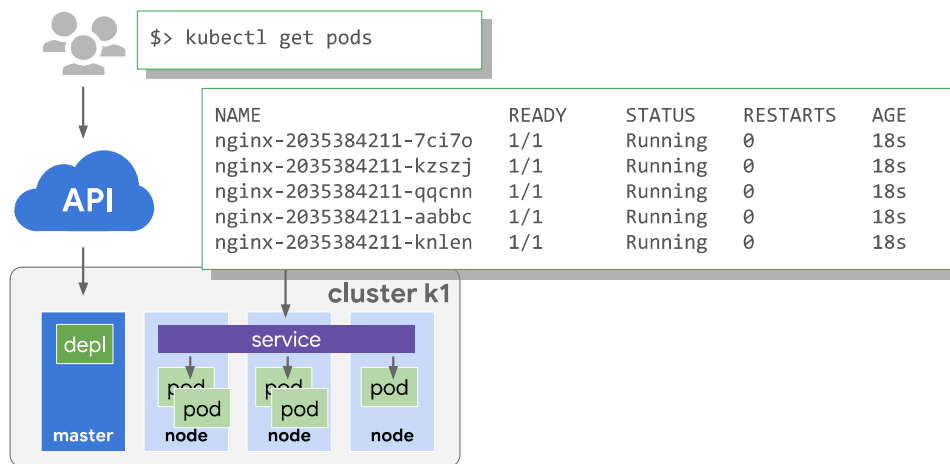 $> kubectl get pods
NAME READY STATUS RESTARTS AGE
nginx-2035384211-7ci7o 1/1 Running 0 18s
nginx-2035384211-kzszj 1/1 Running 0 18s
nginx-2035384211-qqcnn 1/1 Running 0 18s
nginx-2035384211-aabbc 1/1 Running 0 18s
nginx-2035384211-knlen 1/1 Running 0 18s
API
cluster k1
service
depl
pod
pod
pod
pod
pod
master
node
node
node